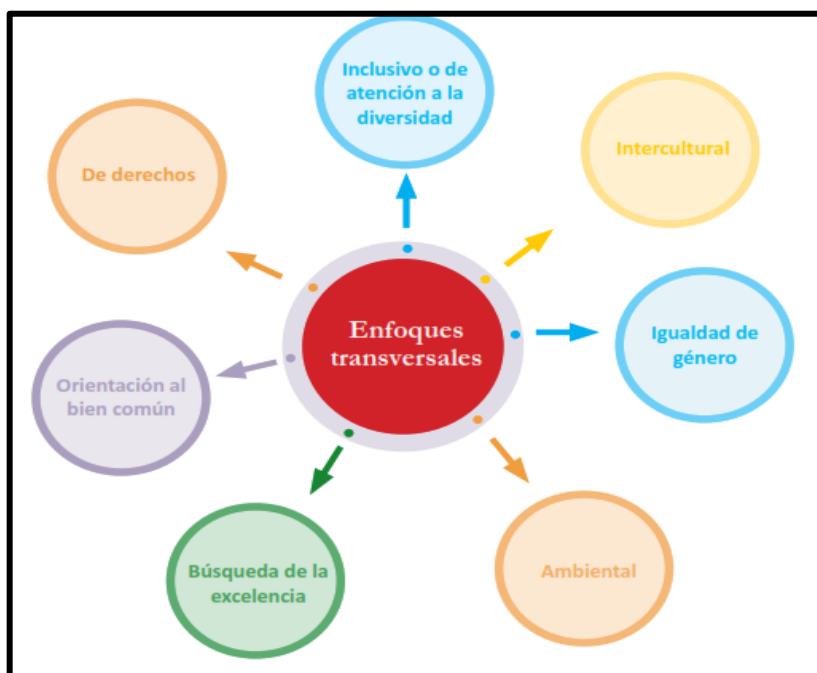 Inclusivo o de
atención a la
diversidad
De derechos
Intercultural
Enfoques
transversales
Igualdad de
género
Orientación al
bien común
Búsqueda de la
excelencia
Ambiental